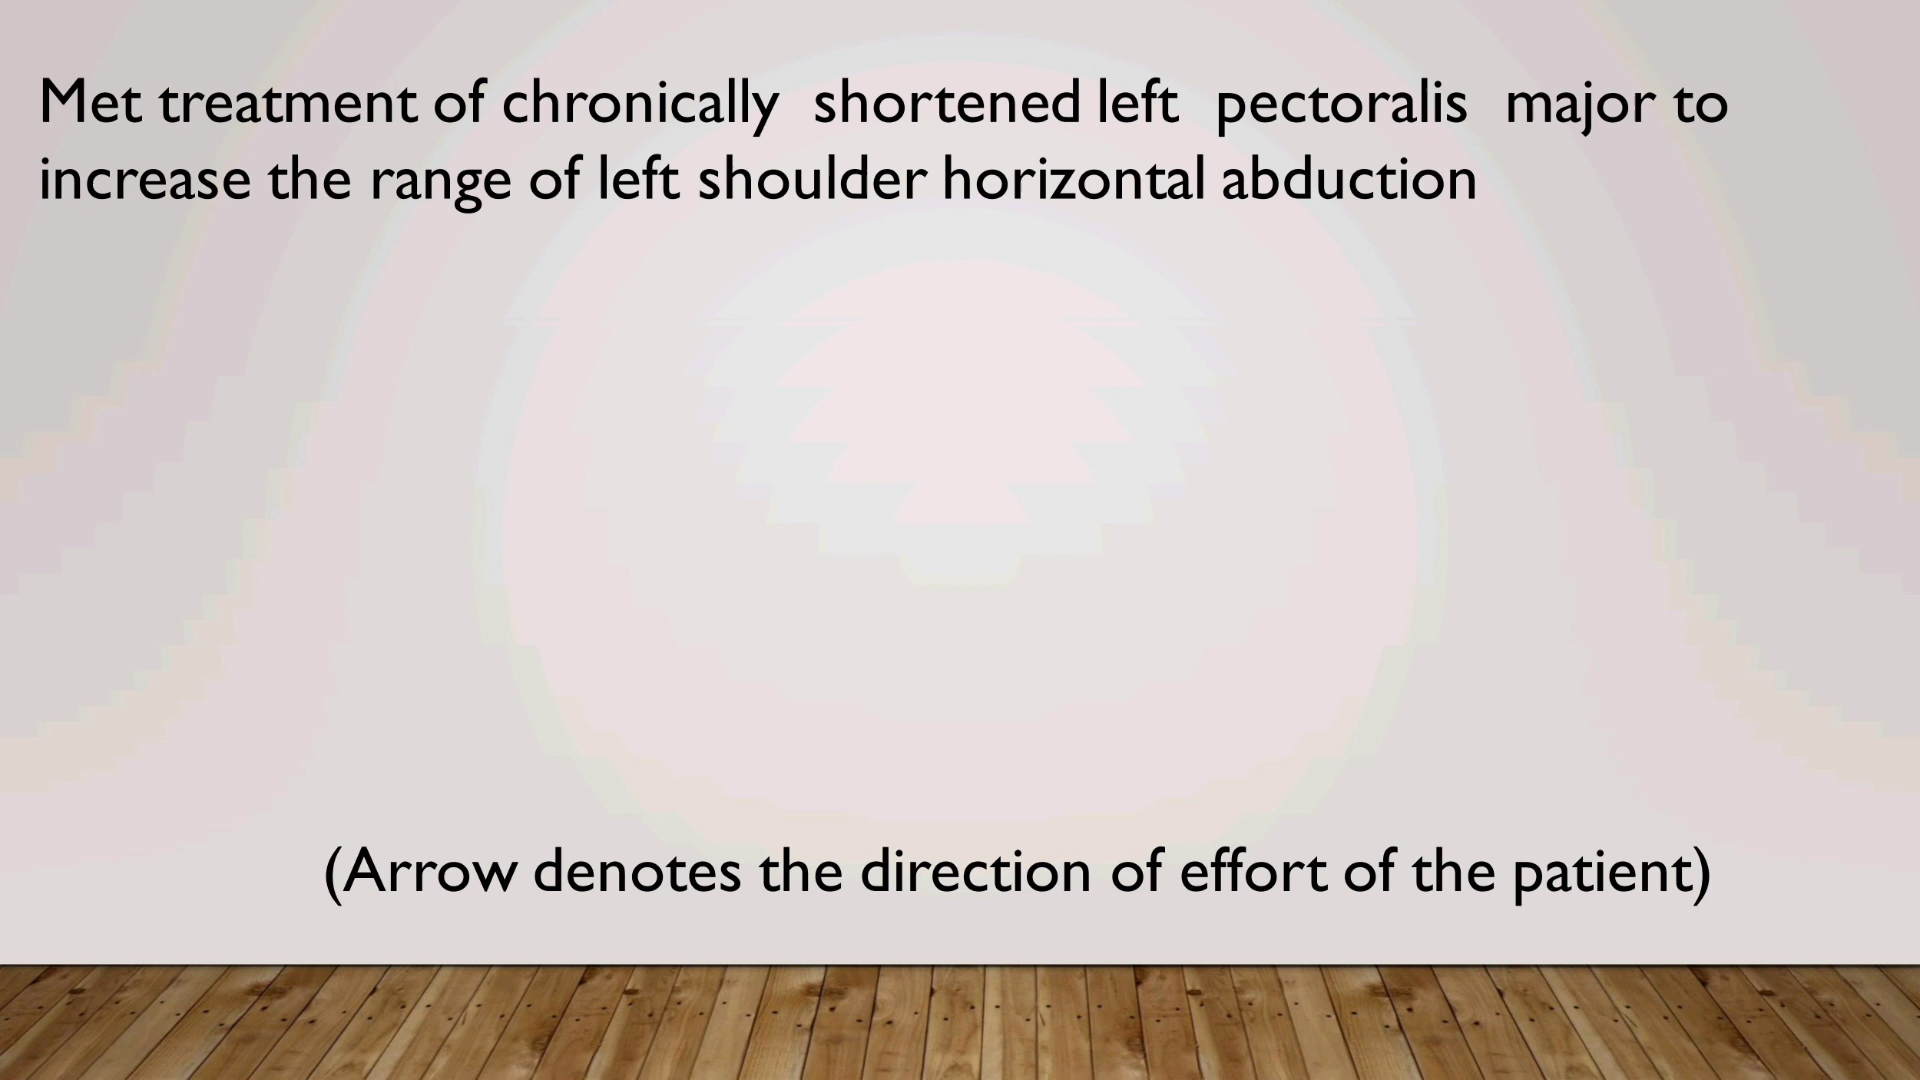 Met treatment of chronically shortened left pectoralis major to
increase the range of left shoulder horizontal abduction
(Arrow denotes the direction of effort of the patient)